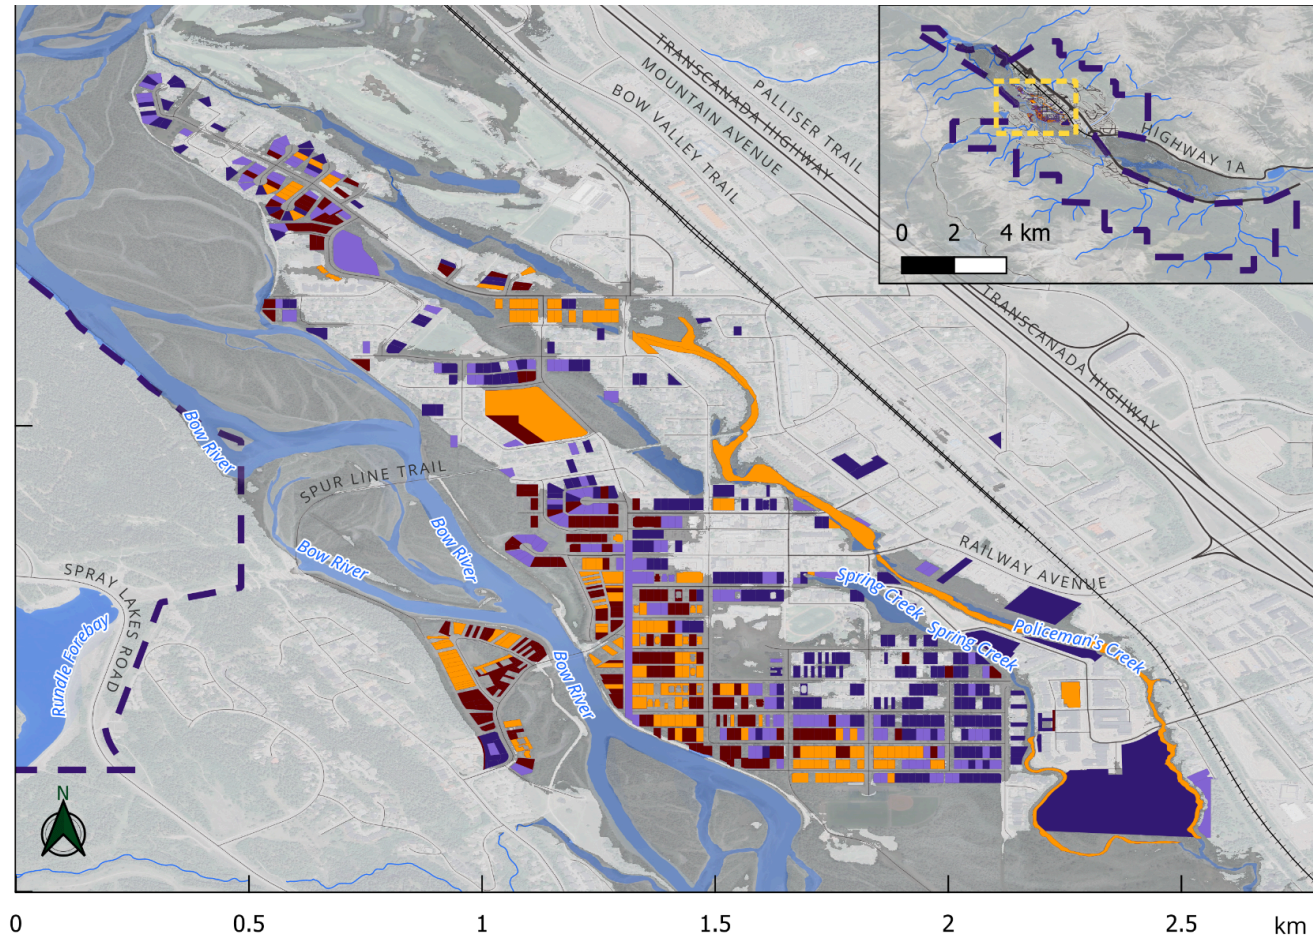 PALLISER TRAIL
TRANSCANADA HIGHWAY
MOUNTAIN AVENUE
BOW VALLEY TRAIL
HIGHWAY 1A
0 2 4 km
TRANSCANADA HIGHWAY
Bow River
SPUR LINE TRAIL
Bow River
Bow River
RAILWAY AVENUE
SPRAY LAKES ROAD
Rundle Forebay
Spring Creek
Spring Creek
Policeman's Creek
Bow River
N
0 0.5 1 1.5 2 2.5 km